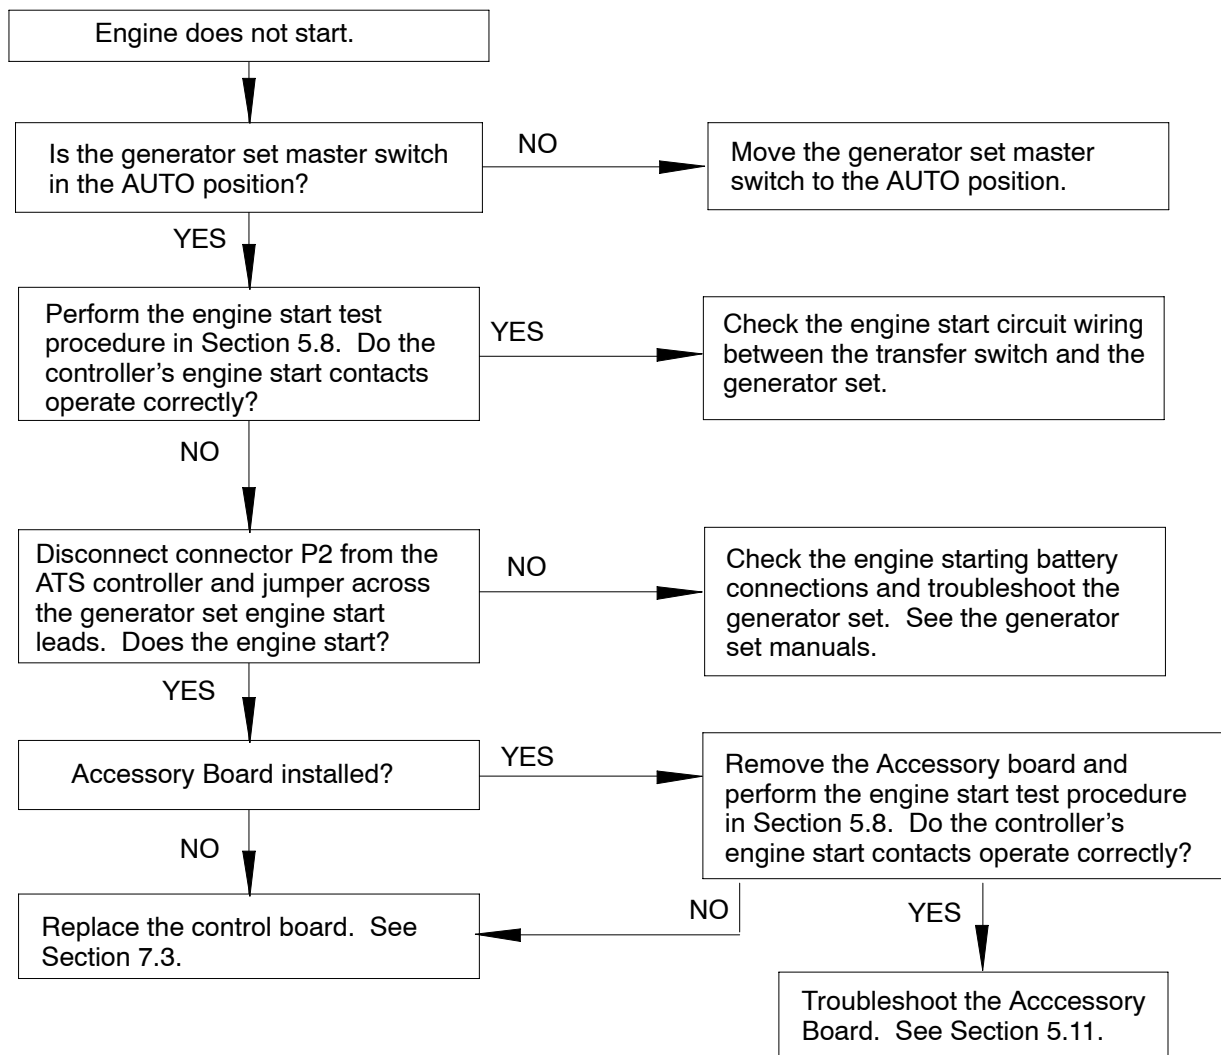 Engine does not start.
Is the generator set master switch
in the AUTO position?
NO
Move the generator set master
switch to the AUTO position.
YES
Perform the engine start test
procedure in Section 5.8.  Do the
controller’s engine start contacts
operate correctly?
YES
Check the engine start circuit wiring
between the transfer switch and the
generator set.
NO
Disconnect connector P2 from the
ATS controller and jumper across
the generator set engine start
leads.  Does the engine start?
NO
Check the engine starting battery
connections and troubleshoot the
generator set.  See the generator
set manuals.
YES
Accessory Board installed?
YES
Remove the Accessory board and
perform the engine start test procedure
in Section 5.8.  Do the controller’s
engine start contacts operate correctly?
NO
Replace the control board.  See
Section 7.3.
NO
YES
Troubleshoot the Acccessory
Board.  See Section 5.11.